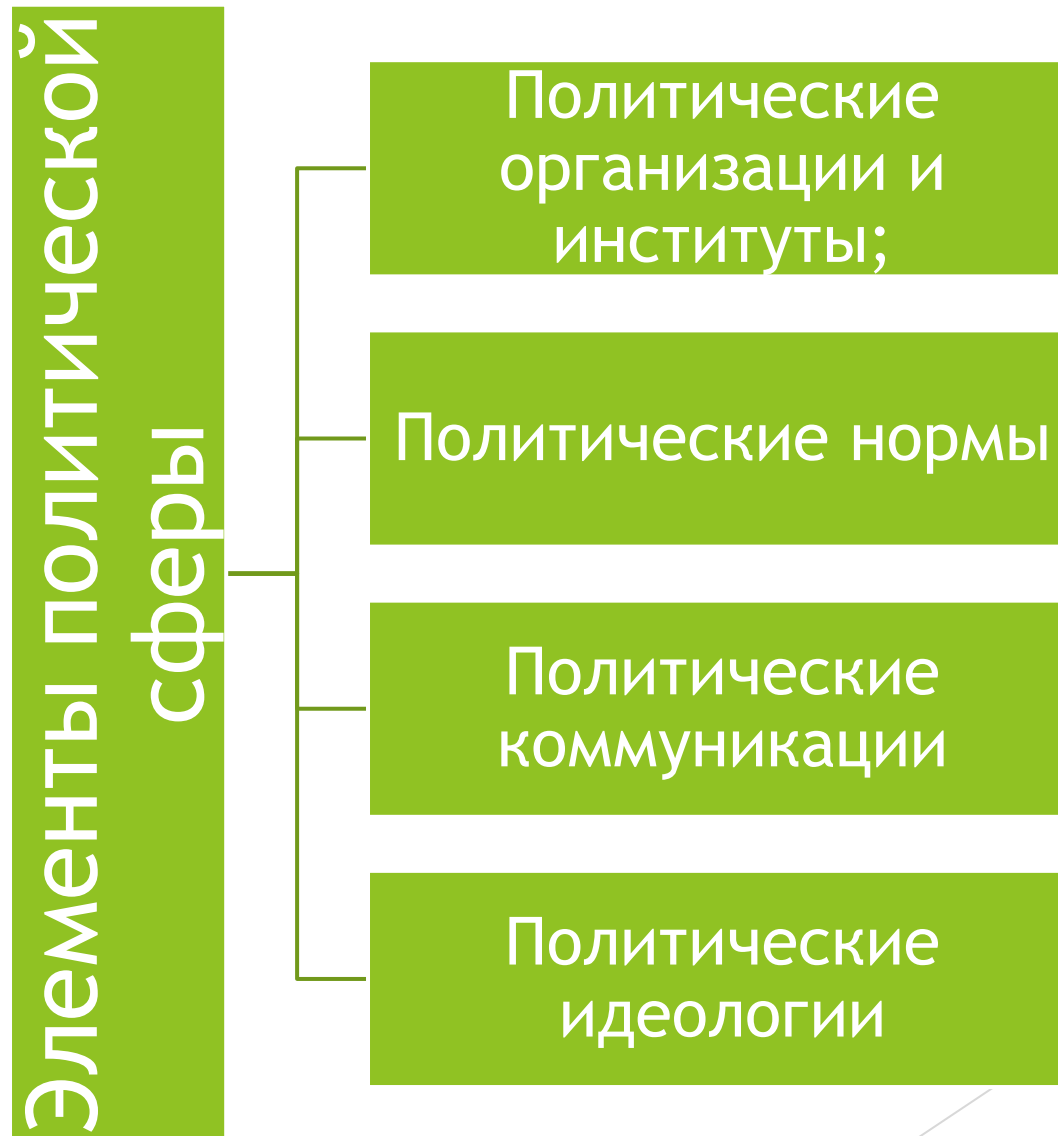 Элементы политической
сферы
Политические
организации и
институты;
Политические нормы
Политические
коммуникации
Политические
идеологии